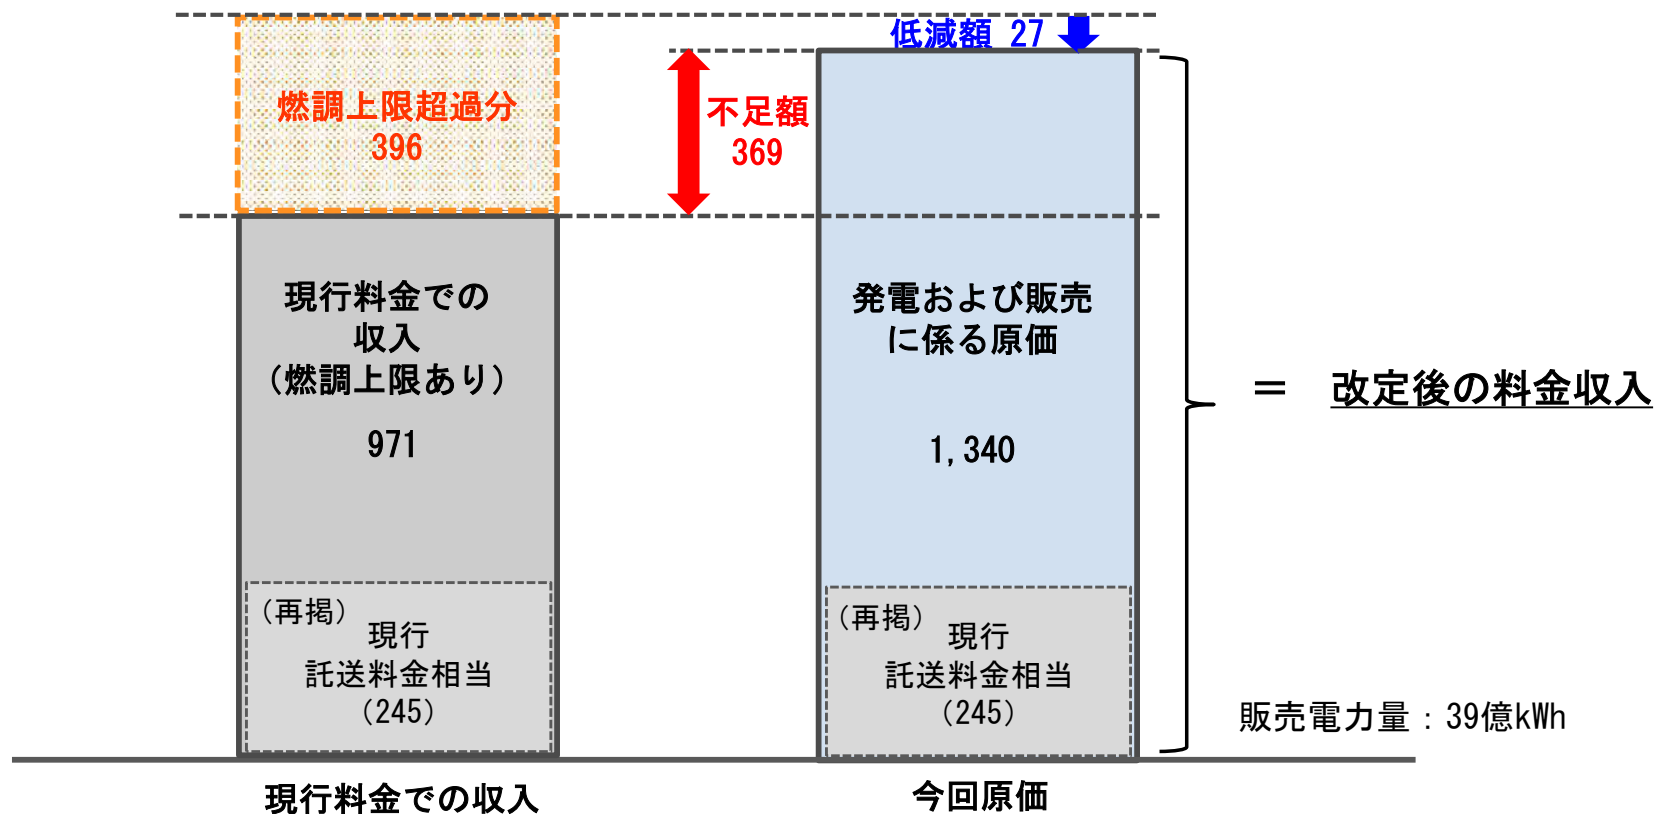 低減額 27
燃調上限超過分
396
不足額
369
現行料金での
収入
（燃調上限あり）
971
発電および販売
に係る原価
1,340
＝ 改定後の料金収入
（再掲）
現行
託送料金相当
（245）
（再掲）
現行
託送料金相当
（245）
販売電力量：39億kWh
現行料金での収入
今回原価